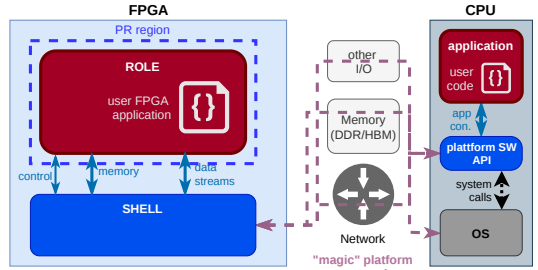 FPGA
PR region
ROLE
user FPGA
application
{ }
control
memory
data
streams
SHELL
other
I/O
Memory
(DDR/HBM)
Network
"magic" platform
CPU
application
user
code
{ }
app
con.
plattform SW
API
system
calls
OS